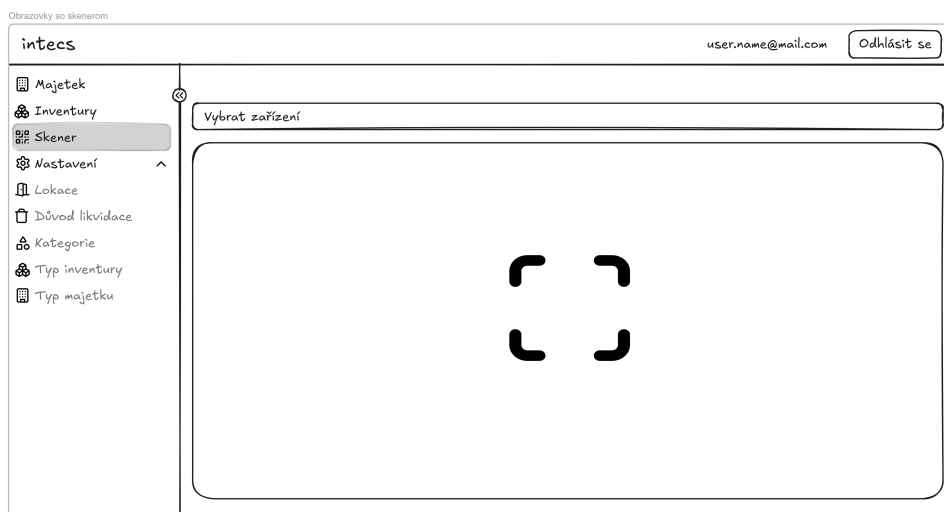 Obrazovky so skenerom
intecs
user.name@mail.com
Odhlásit se
Majetek
Inventury
Skener
Nastavení
Lokace
Důvod likvidace
Kategorie
Typ inventury
Typ majetku
Vybrat zařízení